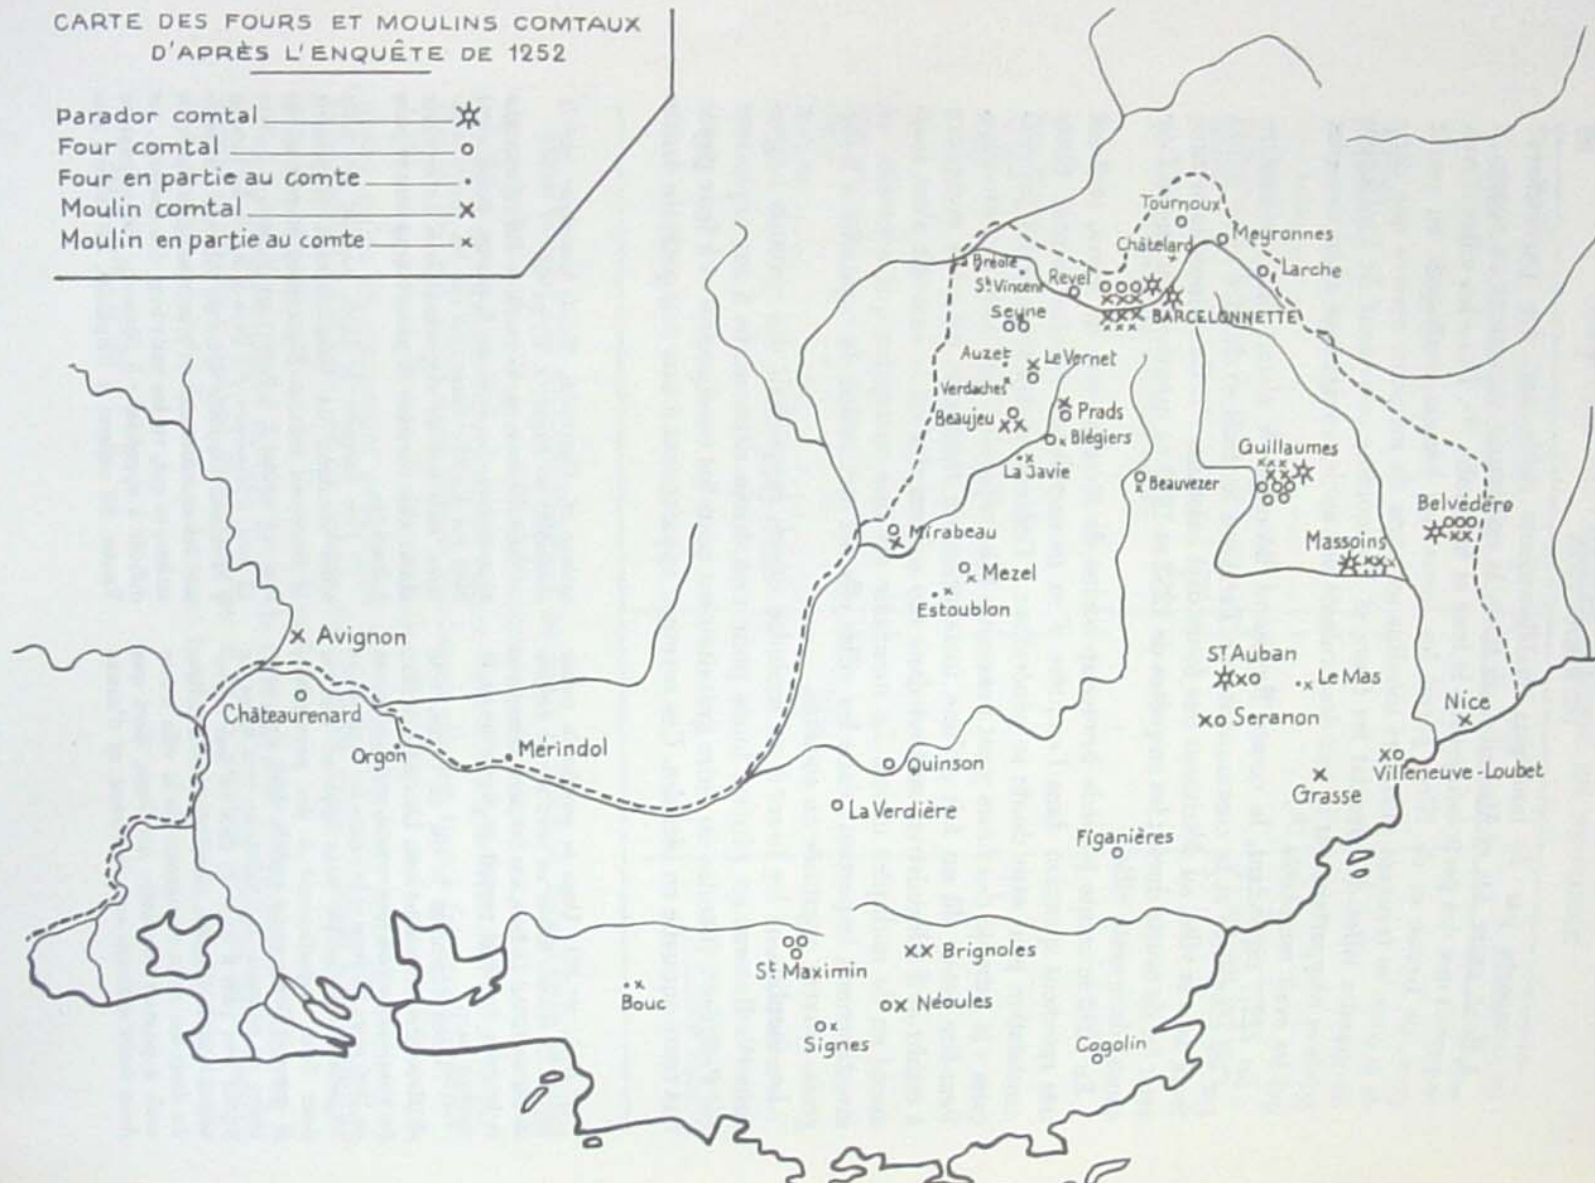 CARTE DES FOURS ET MOULINS COMTAUX
D'APRÈS L'ENQUÊTE DE 1252
Parador comtal
Four comtal
Four en partie au comte
Moulin comtal
Moulin en partie au comte
Tournoux
Châtelard
Meyronnes
Larche
La Bréole
St Vincent
Revel
Seyne
BARCELONNETTE
Auzet
Le Vernet
Verdaches
Beaujeu
Prads
Blégiers
La Javie
Beauvezer
Guillaumes
Belvédère
Massoins
Mirabeau
Mezel
Estoublon
Avignon
Châteaurenard
Orgon
Mérindol
ST Auban
Le Mas
Seranon
Nice
Villeneuve-Loubet
Grasse
Quinson
La Verdière
Figanières
St Maximin
Brignoles
Bouc
Néoules
Signes
Cogolin